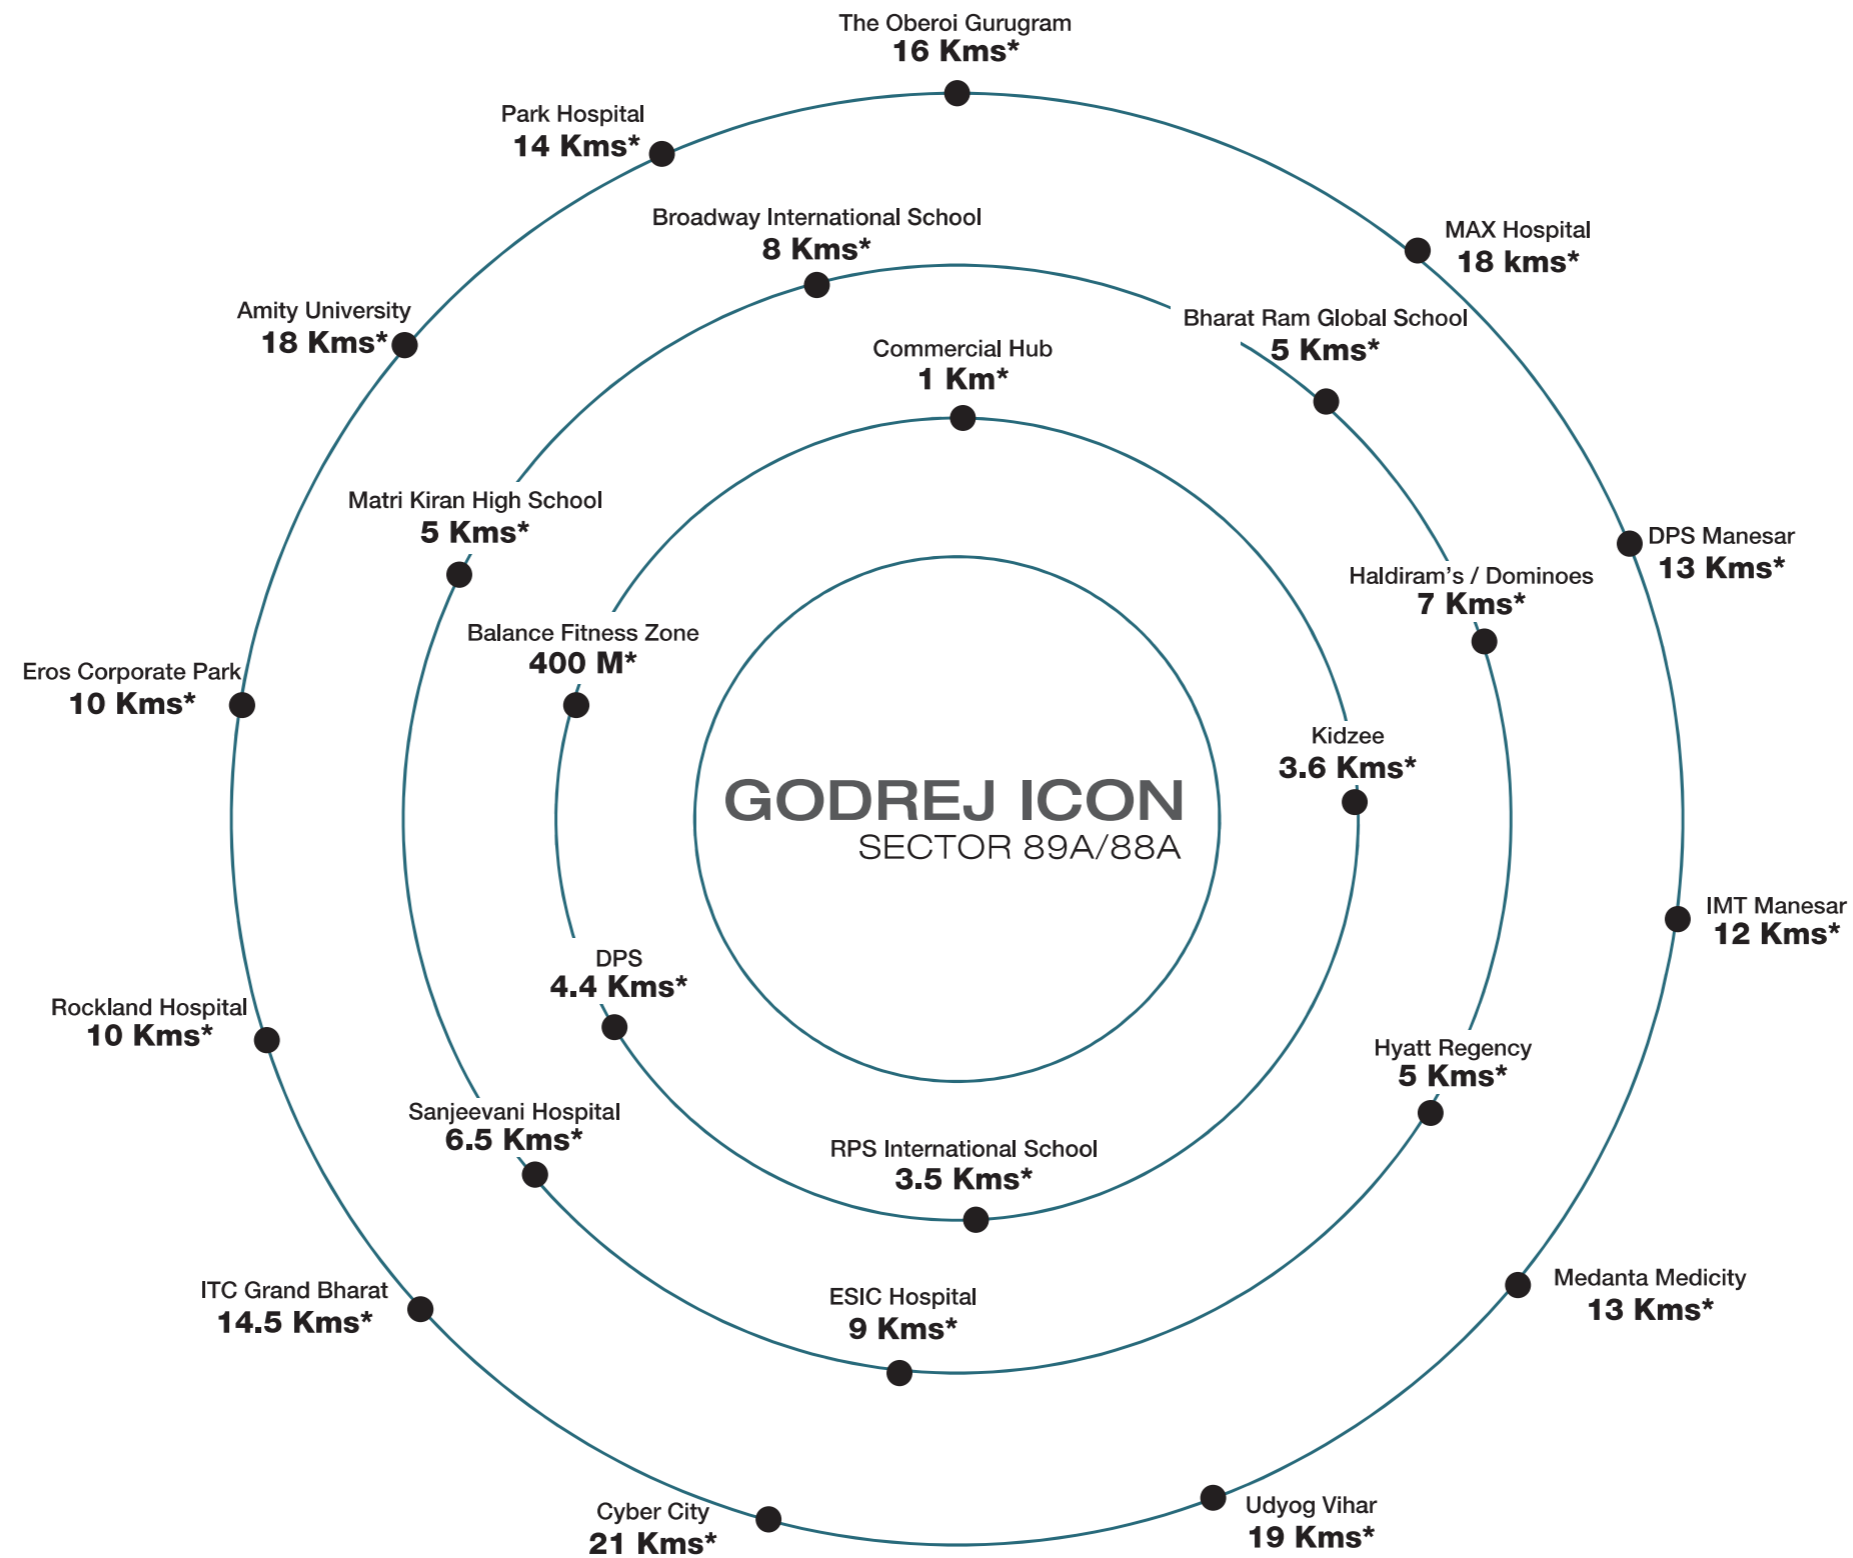 The Oberoi Gurugram
16 Kms*
Park Hospital
14 Kms*
Broadway International School
8 Kms*
MAX Hospital
18 kms*
Amity University
18 Kms*
Bharat Ram Global School
5 Kms*
Commercial Hub
1 Km*
Matri Kiran High School
5 Kms*
DPS Manesar
13 Kms*
Haldiram's / Dominoes
7 Kms*
Balance Fitness Zone
400 M*
Eros Corporate Park
10 Kms*
Kidzee
3.6 Kms*
GODREJ ICON
SECTOR 89A/88A
IMT Manesar
12 Kms*
DPS
4.4 Kms*
Rockland Hospital
10 Kms*
Hyatt Regency
5 Kms*
Sanjeevani Hospital
6.5 Kms*
RPS International School
3.5 Kms*
Medanta Medicity
13 Kms*
ITC Grand Bharat
14.5 Kms*
ESIC Hospital
9 Kms*
Cyber City
21 Kms*
Udyog Vihar
19 Kms*